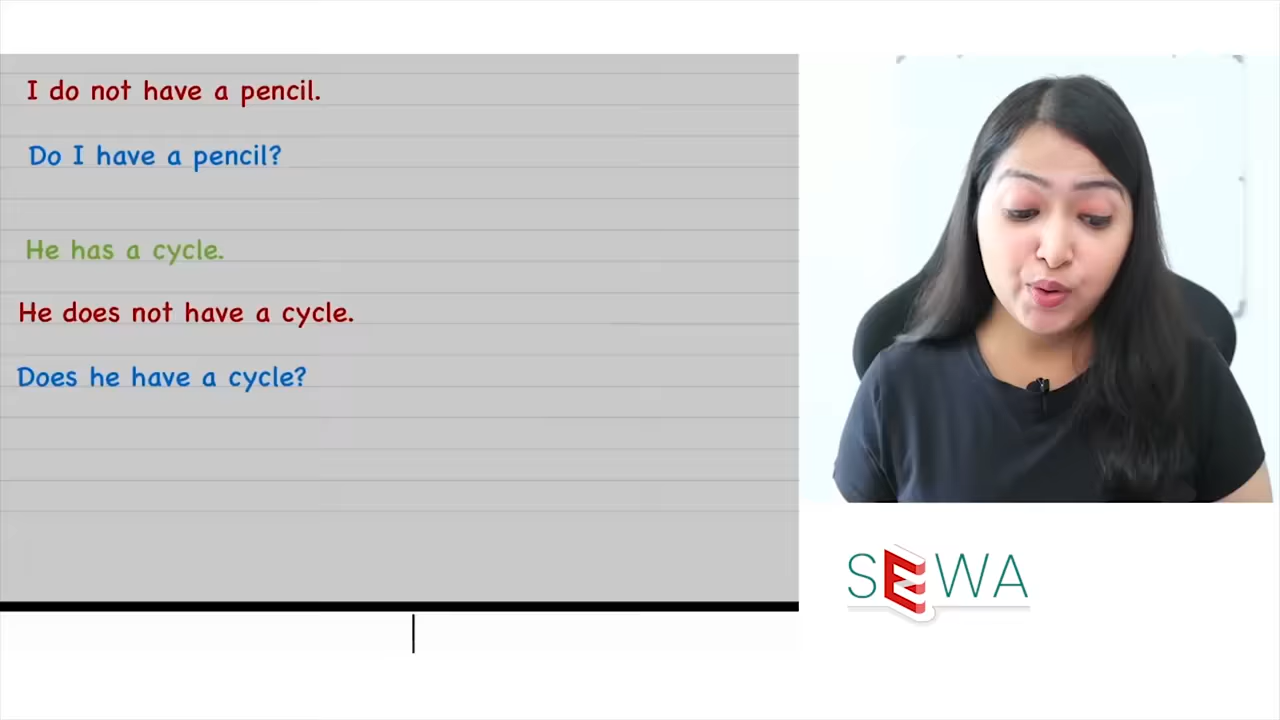 I do not have a pencil.
Do I have a pencil?
He has a cycle.
He does not have a cycle.
Does he have a cycle?
SEWA